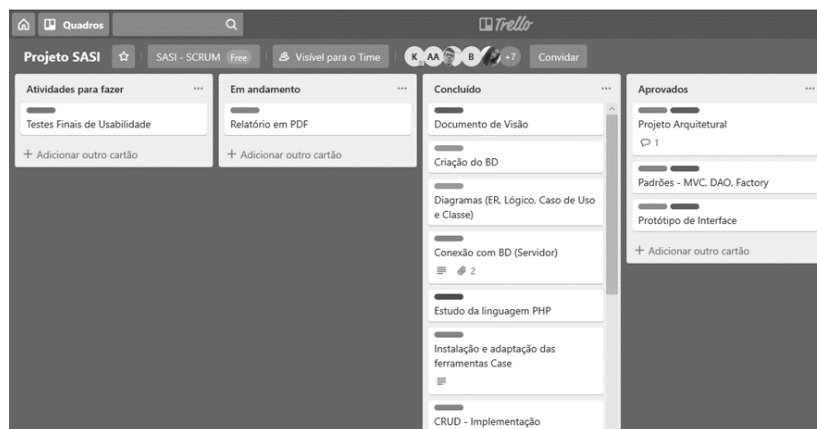 Quadros
Trello
Projeto SASI
SASI - SCRUM Free
Visível para o Time
K AA B +7
Convidar
Atividades para fazer ...
Testes Finais de Usabilidade
+ Adicionar outro cartão
Em andamento ...
Relatório em PDF
+ Adicionar outro cartão
Concluído ...
Documento de Visão
Criação do BD
Diagramas (ER, Lógico, Caso de Uso
e Classe)
Conexão com BD (Servidor)
2
Estudo da linguagem PHP
Instalação e adaptação das
ferramentas Case
CRUD - Implementação
Aprovados ...
Projeto Arquitetural
1
Padrões - MVC, DAO, Factory
Protótipo de Interface
+ Adicionar outro cartão